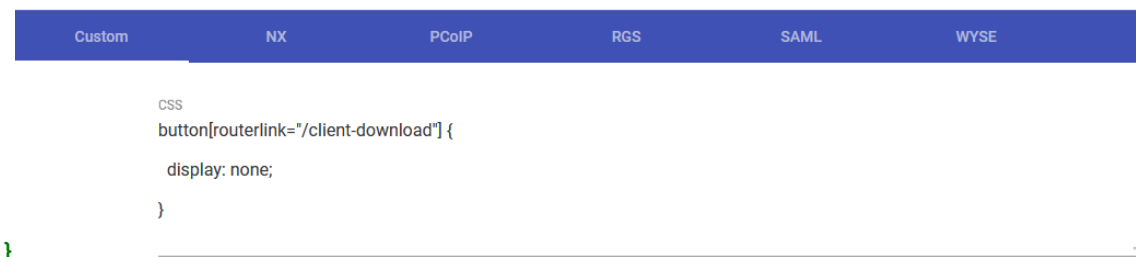 Custom NX PCoIP RGS SAML WYSE
CSS
button[routerlink="/client-download"] {
display: none;
}
}